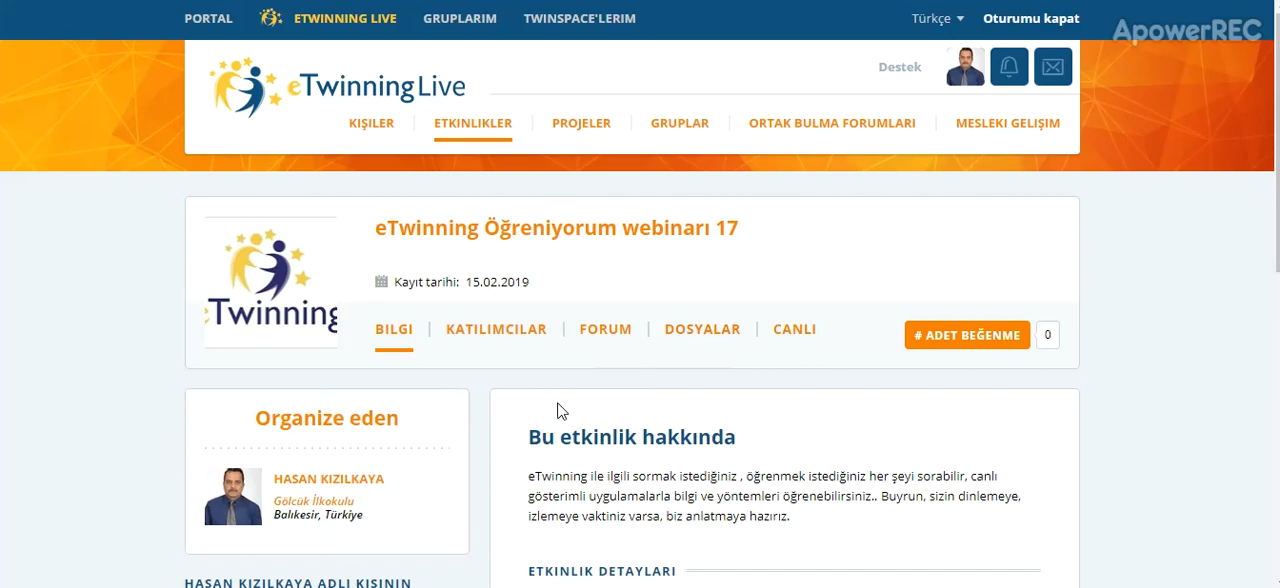 PORTAL ETWINNING LIVE GRUPLARIM TWINSPACE'LERIM Türkçe Oturumu kapat
ApowerREC
eTwinning Live
Destek
KIŞILER ETKINLIKLER PROJELER GRUPLAR ORTAK BULMA FORUMLARI MESLEKI GELIŞIM
eTwinning
eTwinning Öğreniyorum webinarı 17
Kayıt tarihi: 15.02.2019
BILGI KATILIMCILAR FORUM DOSYALAR CANLI
# ADET BEĞENME 0
Organize eden
HASAN KIZILKAYA
Gölcük İlkokulu
Balıkesir, Türkiye
HASAN KIZILKAYA ADLI KIŞININ
Bu etkinlik hakkında
eTwinning ile ilgili sormak istediğiniz , öğrenmek istediğiniz her şeyi sorabilir, canlı
gösterimli uygulamalarla bilgi ve yöntemleri öğrenebilirsiniz.. Buyrun, sizin dinlemeye,
izlemeye vaktiniz varsa, biz anlatmaya hazırız.
ETKINLIK DETAYLARI